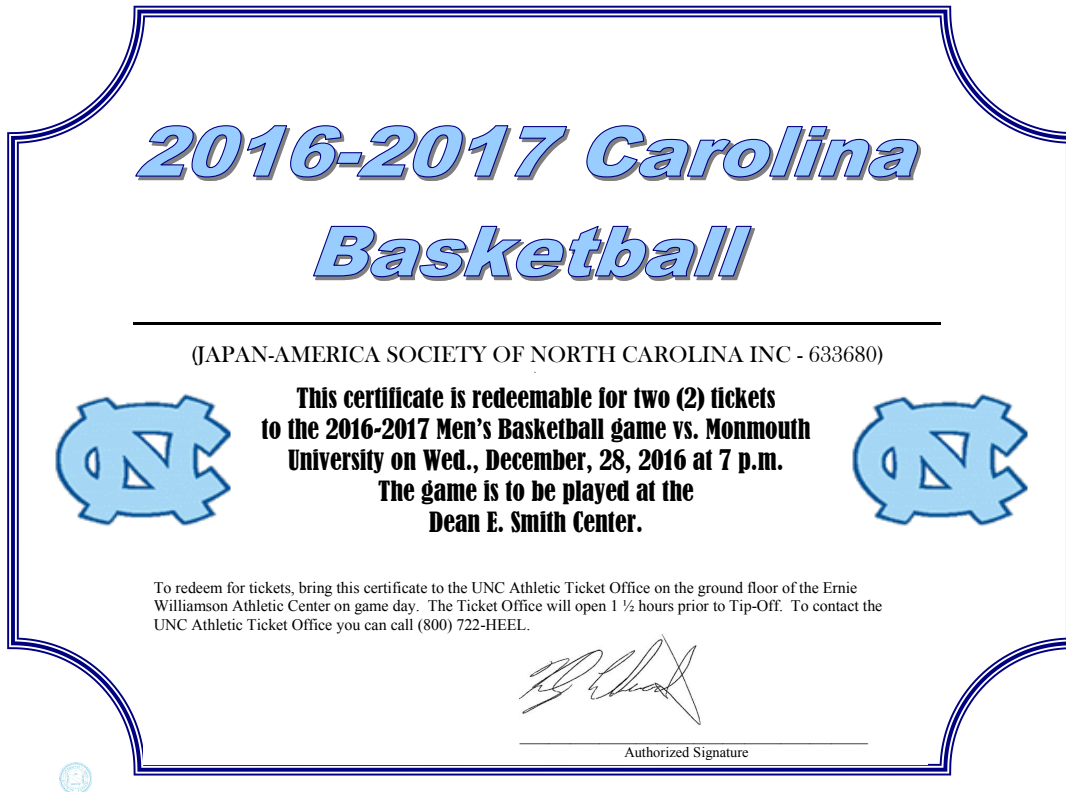 2016-2017 Carolina
Basketball
(JAPAN-AMERICA SOCIETY OF NORTH CAROLINA INC - 633680)
This certificate is redeemable for two (2) tickets
to the 2016-2017 Men's Basketball game vs. Monmouth
University on Wed., December, 28, 2016 at 7 p.m.
The game is to be played at the
Dean E. Smith Center.
NC
NC
To redeem for tickets, bring this certificate to the UNC Athletic Ticket Office on the ground floor of the Ernie
Williamson Athletic Center on game day. The Ticket Office will open 1 ½ hours prior to Tip-Off. To contact the
UNC Athletic Ticket Office you can call (800) 722-HEEL.
Authorized Signature